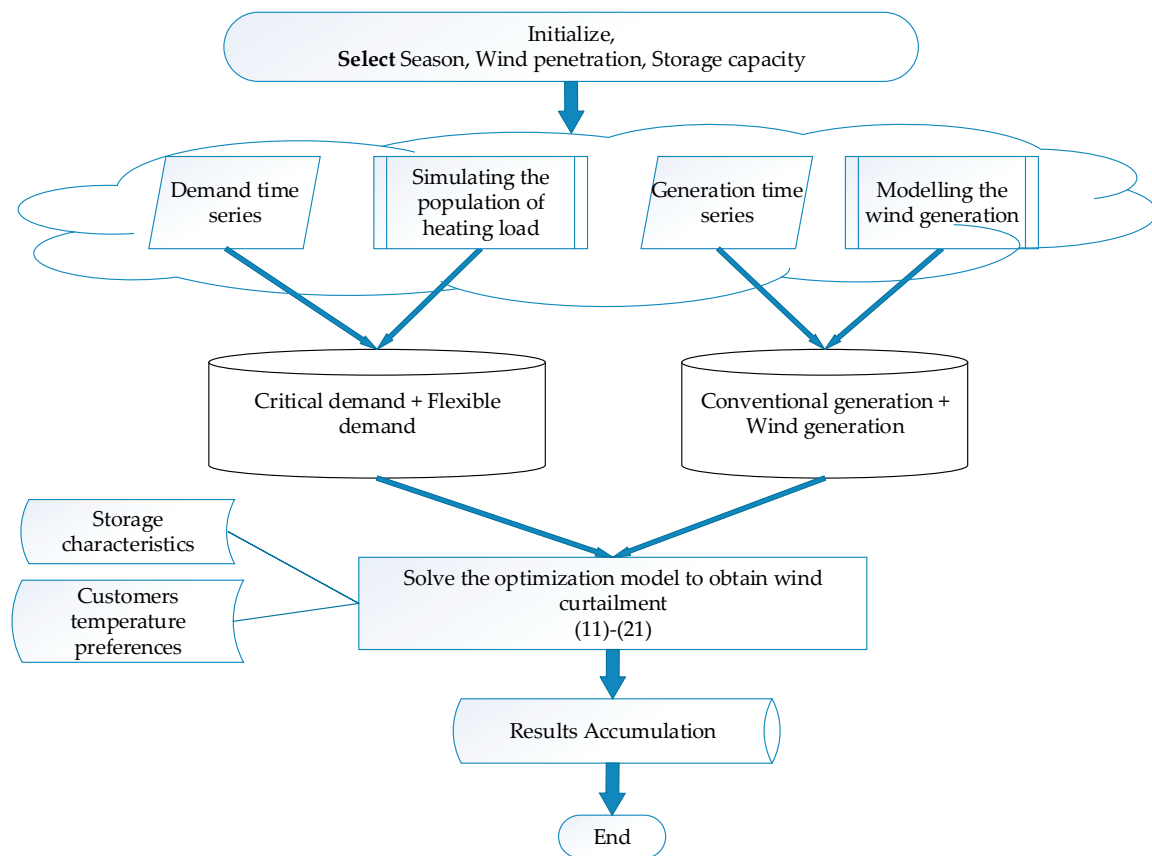 Initialize,
Select Season, Wind penetration, Storage capacity
Demand time
series
Simulating the
population of
heating load
Generation time
series
Modelling the
wind generation
Critical demand + Flexible
demand
Conventional generation +
Wind generation
Storage
characteristics
Customers
temperature
preferences
Solve the optimization model to obtain wind
curtailment
(11)-(21)
Results Accumulation
End